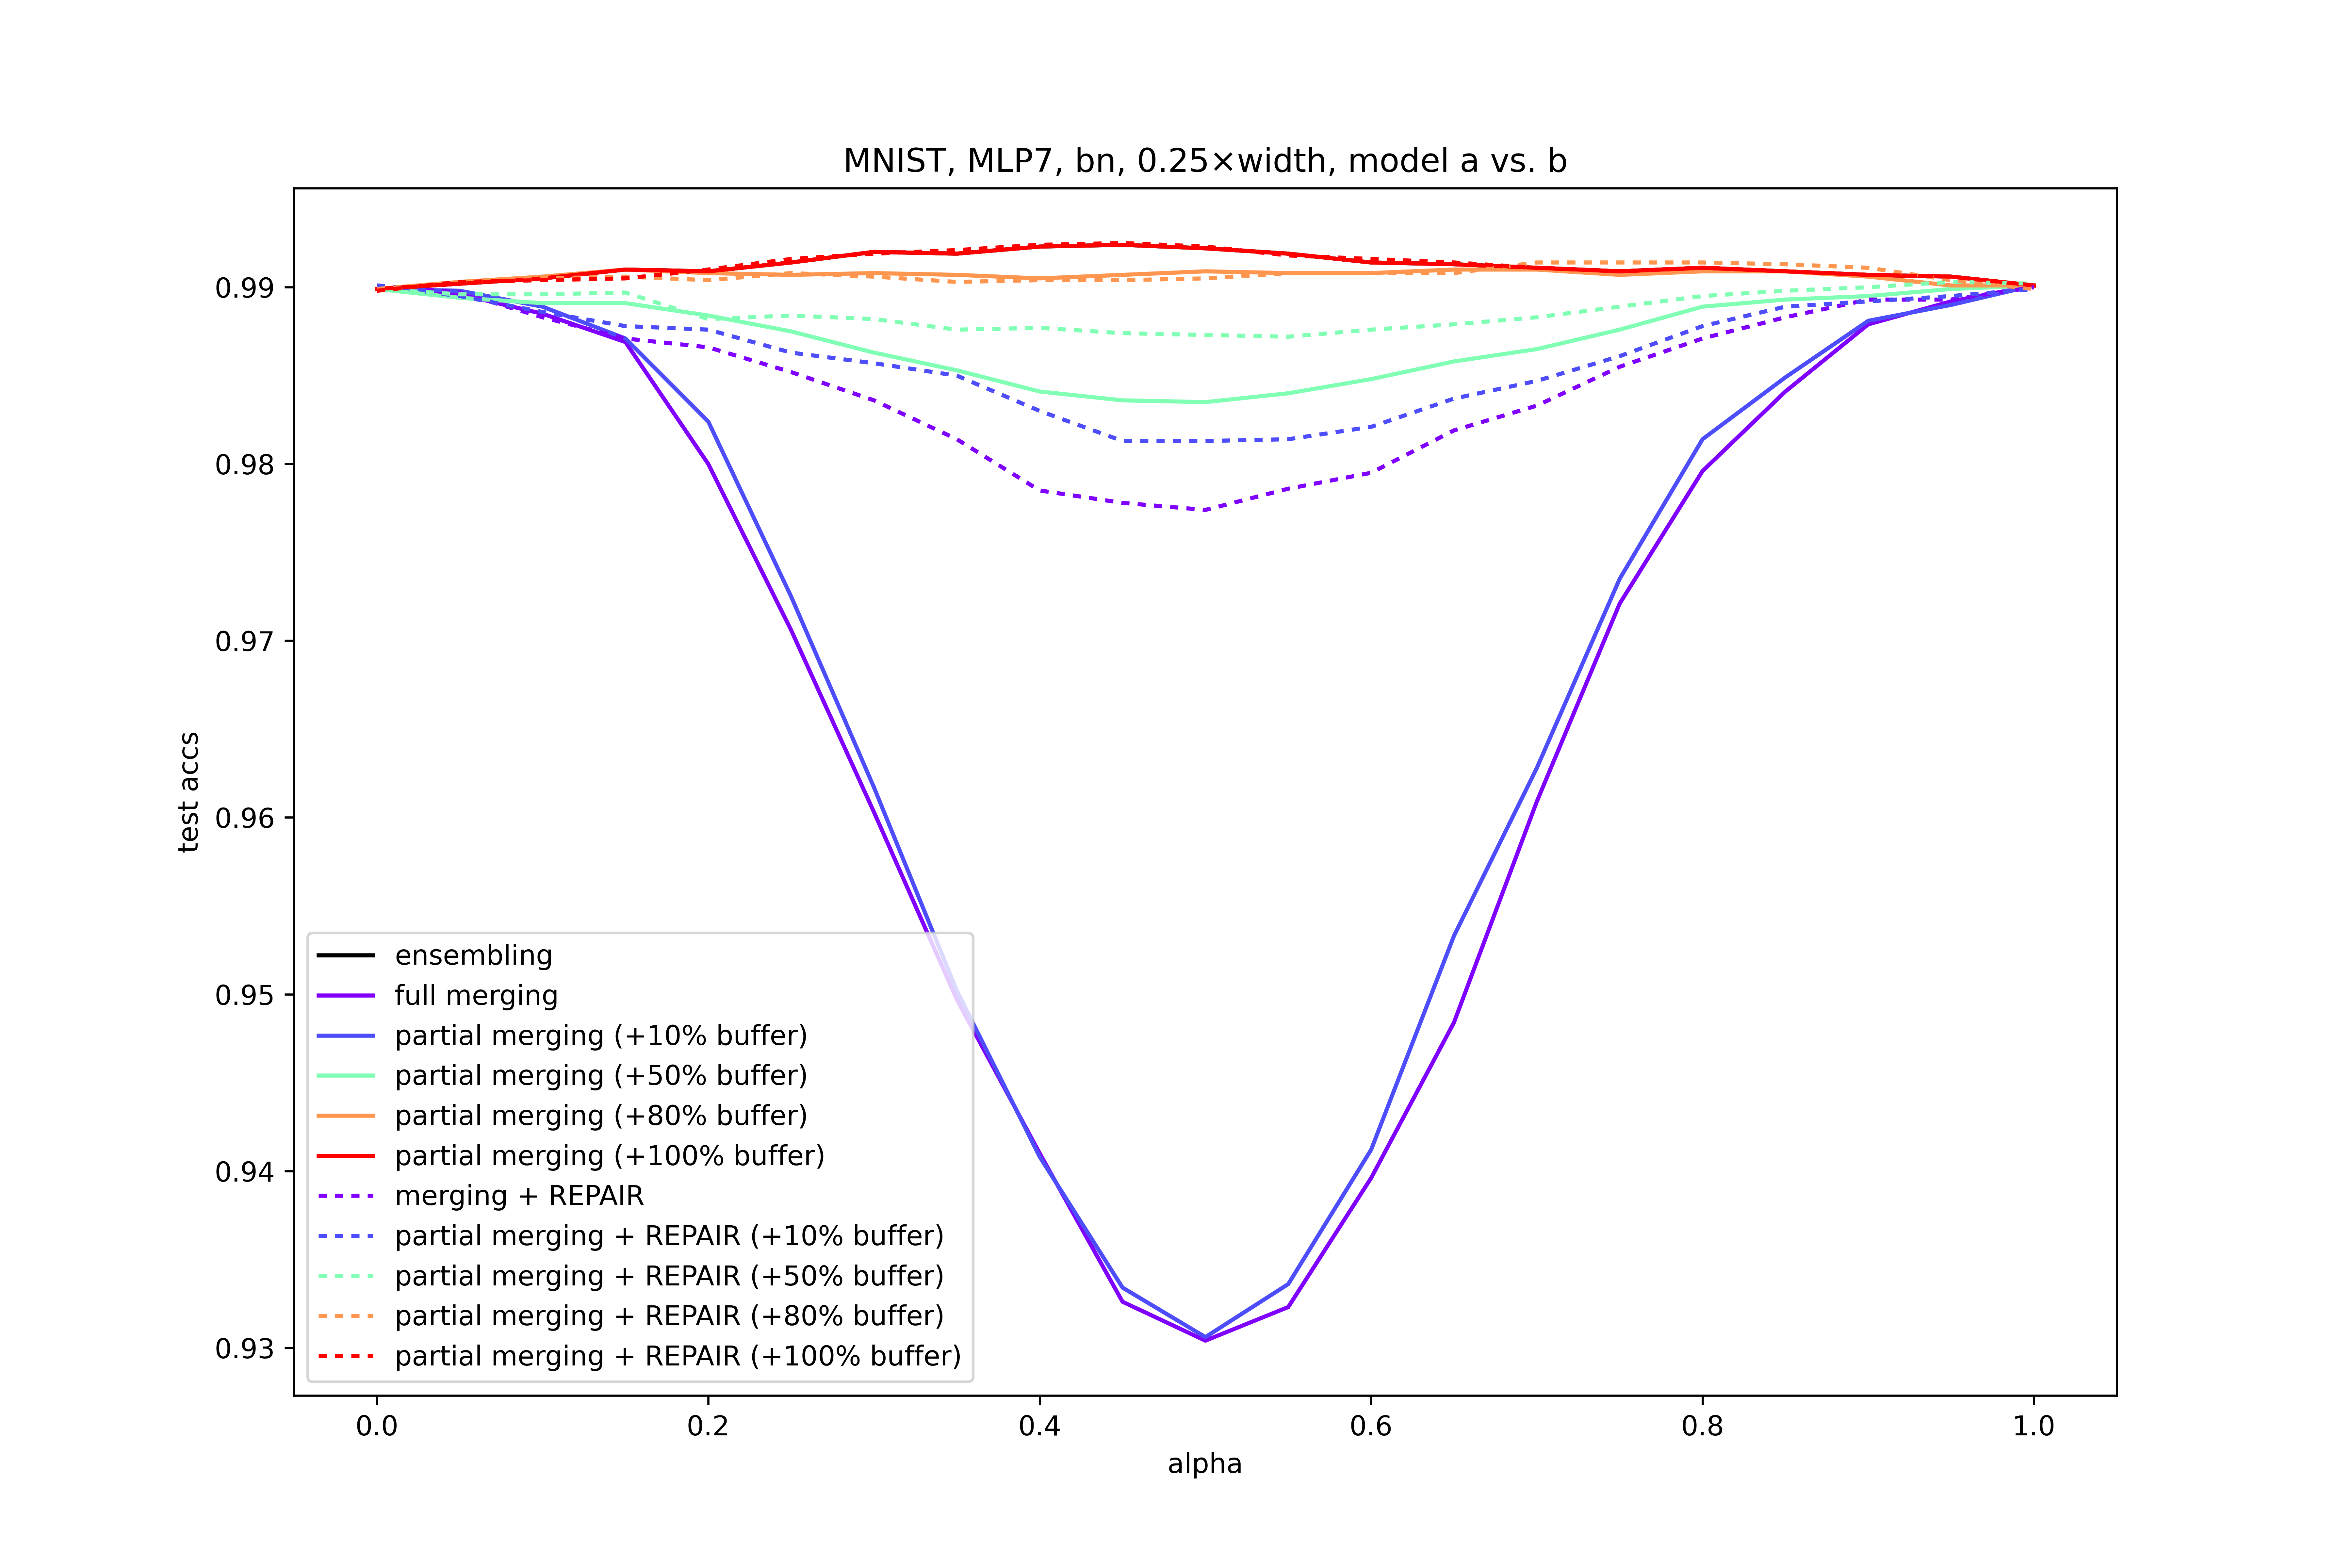 MNIST, MLP7, bn, 0.25×width, model a vs. b
test accs
0.99
0.98
0.97
0.96
0.95
0.94
0.93
ensembling
full merging
partial merging (+10% buffer)
partial merging (+50% buffer)
partial merging (+80% buffer)
partial merging (+100% buffer)
merging + REPAIR
partial merging + REPAIR (+10% buffer)
partial merging + REPAIR (+50% buffer)
partial merging + REPAIR (+80% buffer)
partial merging + REPAIR (+100% buffer)
0.0 0.2 0.4 0.6 0.8 1.0
alpha